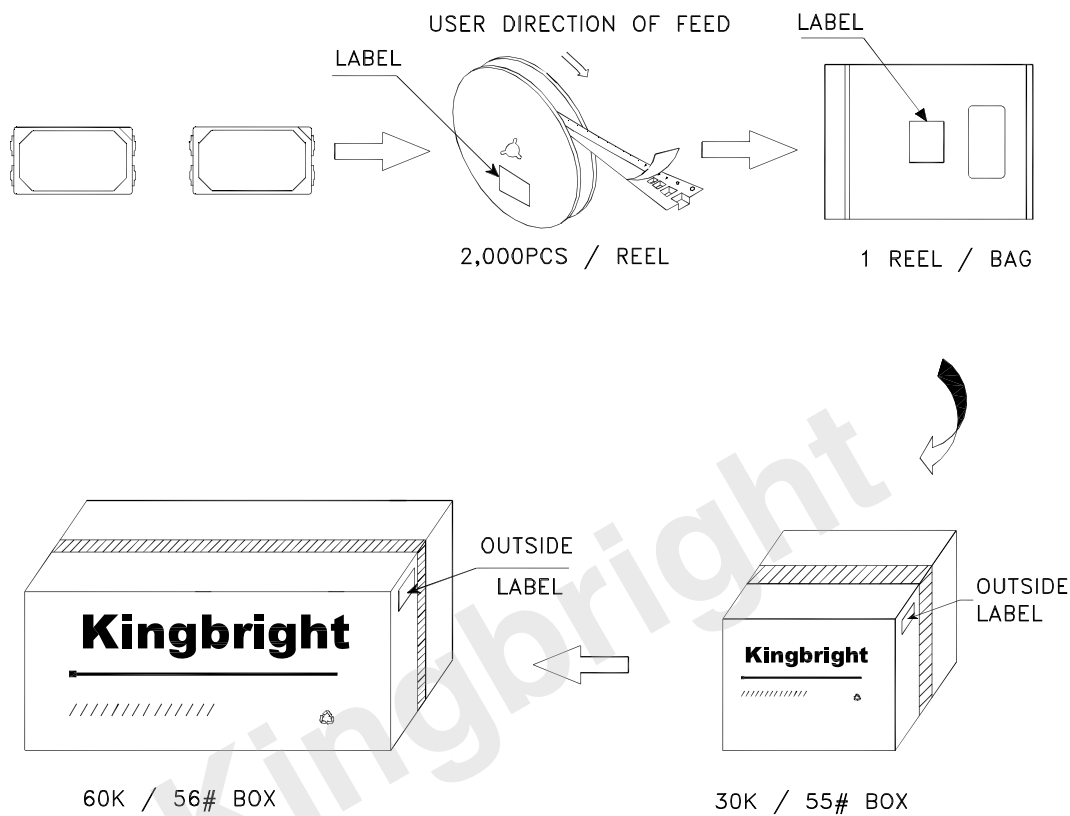 USER DIRECTION OF FEED
LABEL
LABEL
2,000PCS / REEL
1 REEL / BAG
OUTSIDE
LABEL
Kingbright
60K / 56# BOX
OUTSIDE
LABEL
Kingbright
30K / 55# BOX
Kingbright